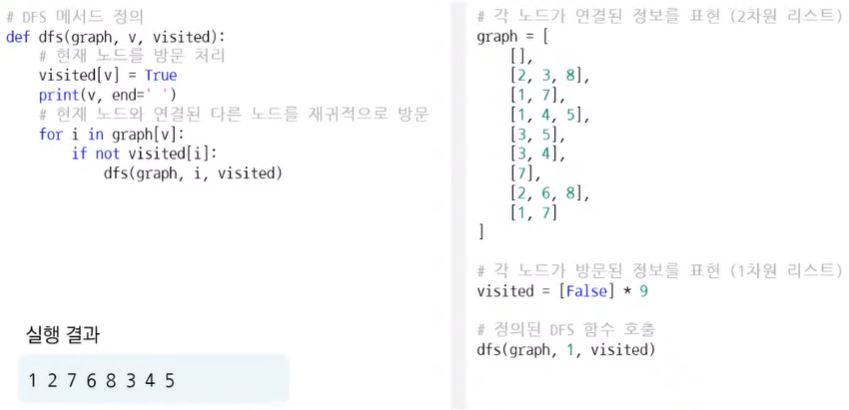 # DFS 메서드 정의
def dfs(graph, v, visited):
    # 현재 노드를 방문 처리
    visited[v] = True
    print(v, end=' ')
    # 현재 노드와 연결된 다른 노드를 재귀적으로 방문
    for i in graph[v]:
        if not visited[i]:
            dfs(graph, i, visited)
실행 결과
1 2 7 6 8 3 4 5
# 각 노드가 연결된 정보를 표현 (2차원 리스트)
graph = [
    [],
    [2, 3, 8],
    [1, 7],
    [1, 4, 5],
    [3, 5],
    [3, 4],
    [7],
    [2, 6, 8],
    [1, 7]
]
# 각 노드가 방문된 정보를 표현 (1차원 리스트)
visited = [False] * 9
# 정의된 DFS 함수 호출
dfs(graph, 1, visited)